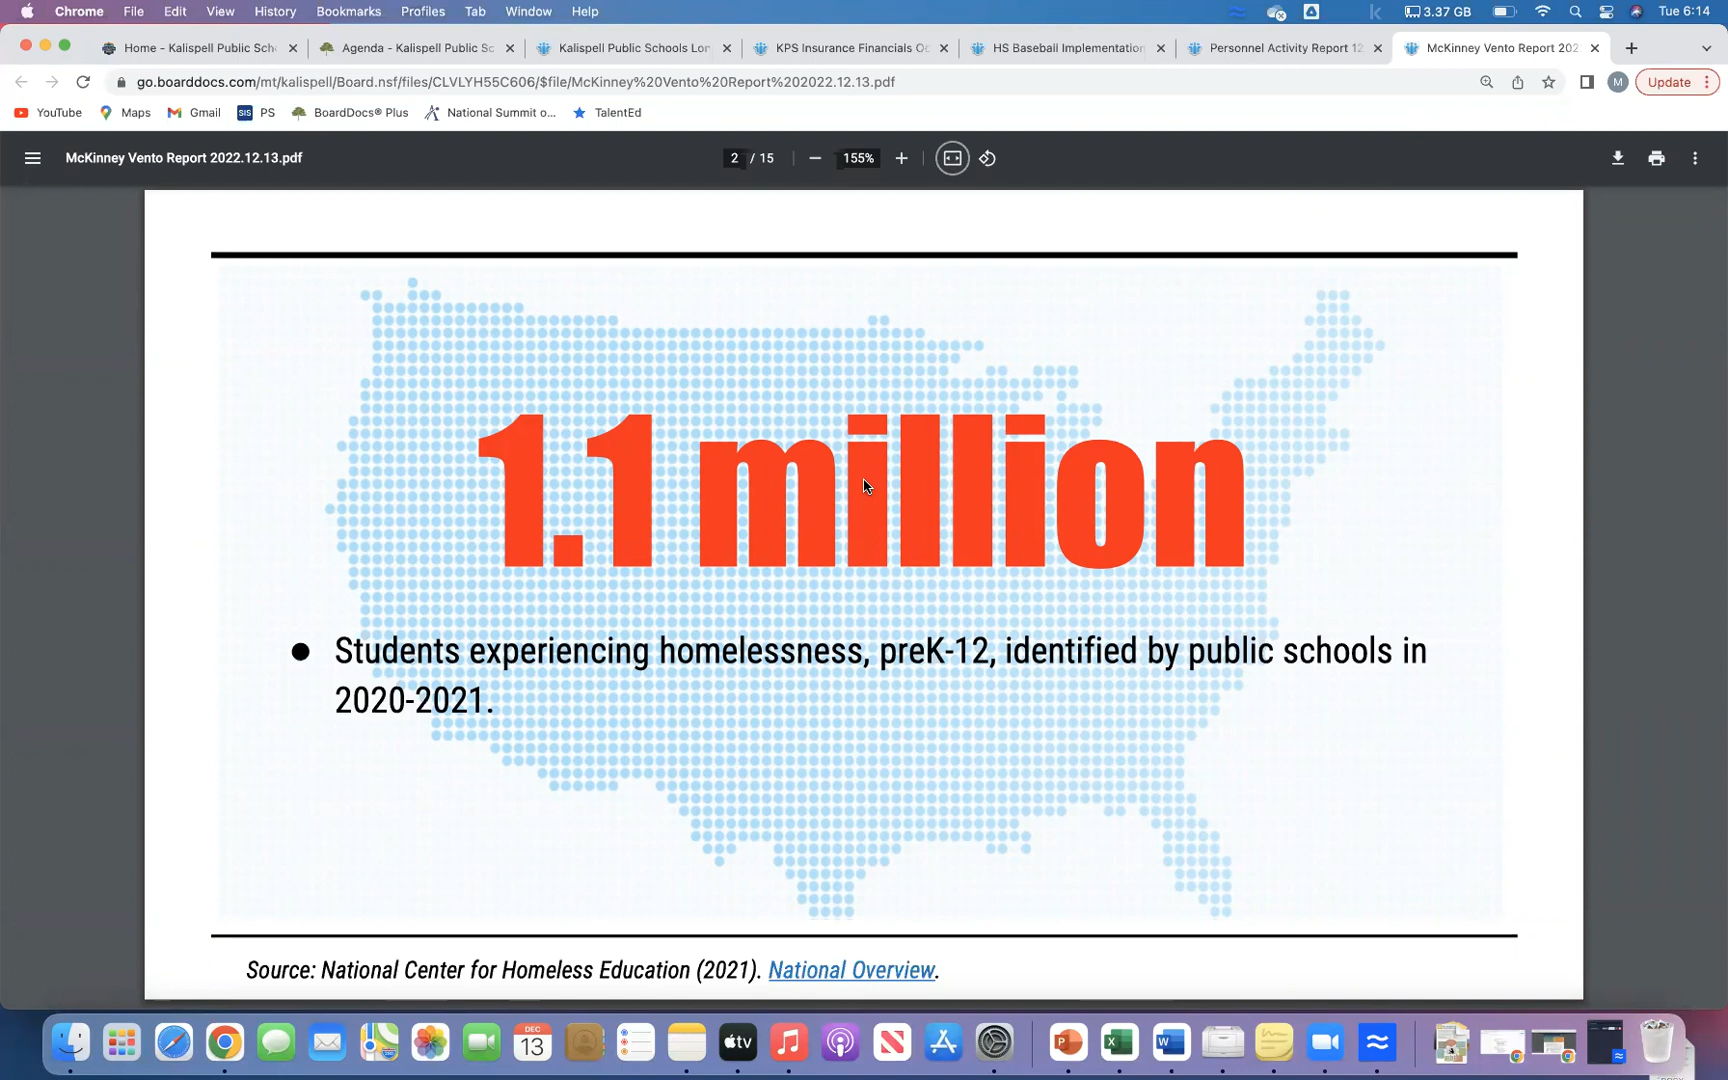 Chrome File Edit View History Bookmarks Profiles Tab Window Help 3.37 GB Tue 6:14
Home - Kalispell Public Sch Agenda - Kalispell Public Sc Kalispell Public Schools Lon KPS Insurance Financials Oc HS Baseball Implementation Personnel Activity Report 12 McKinney Vento Report 202
go.boarddocs.com/mt/kalispell/Board.nsf/files/CLVLYH55C606/$file/McKinney%20Vento%20Report%202022.12.13.pdf M Update
YouTube Maps Gmail SIS PS BoardDocs® Plus National Summit o... TalentEd
McKinney Vento Report 2022.12.13.pdf 2 / 15 — 155% +
1.1 million
● Students experiencing homelessness, preK-12, identified by public schools in
2020-2021.
Source: National Center for Homeless Education (2021). National Overview.
DEC
13
tv
P X W